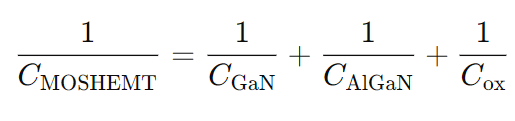 1/C_MOSHEMT = 1/C_GaN + 1/C_AlGaN + 1/C_ox